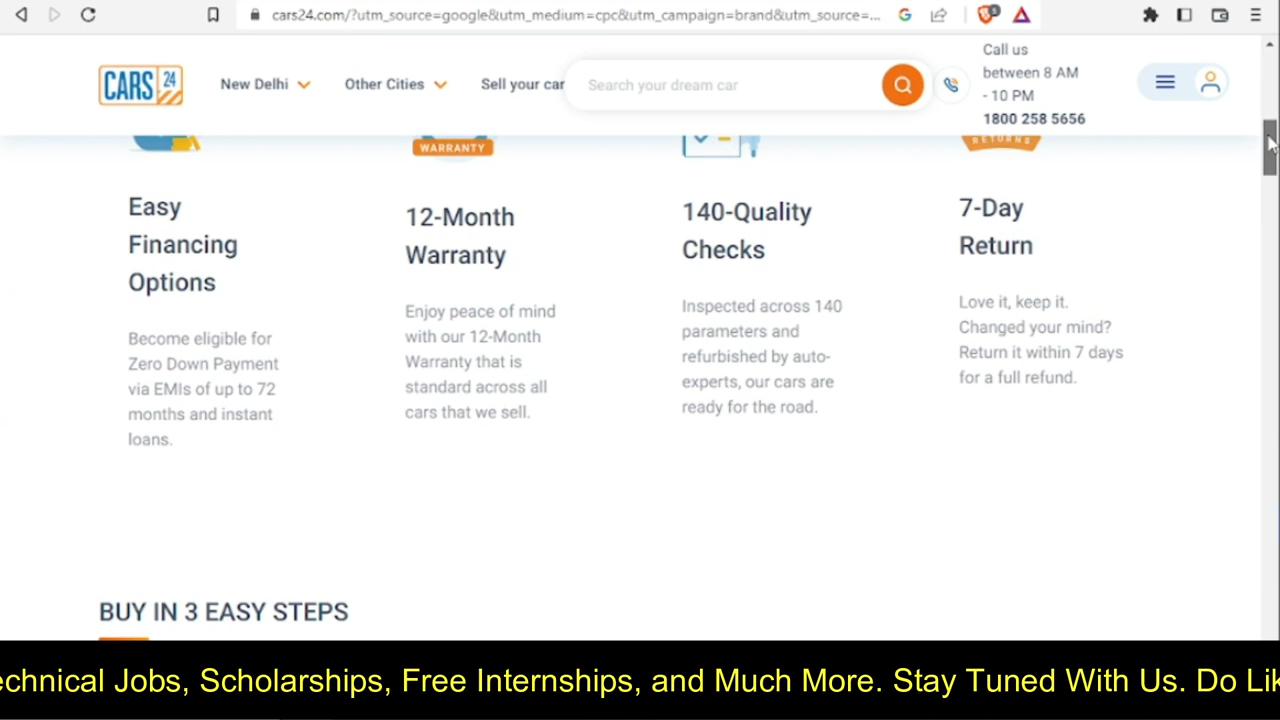 cars24.com/?utm_source=google&utm_medium=cpc&utm_campaign=brand&utm_source=...
CARS 24
New Delhi
Other Cities
Sell your car
Search your dream car
Call us
between 8 AM
- 10 PM
1800 258 5656
WARRANTY
RETURNS
Easy
Financing
Options
Become eligible for
Zero Down Payment
via EMIs of up to 72
months and instant
loans.
12-Month
Warranty
Enjoy peace of mind
with our 12-Month
Warranty that is
standard across all
cars that we sell.
140-Quality
Checks
Inspected across 140
parameters and
refurbished by auto-
experts, our cars are
ready for the road.
7-Day
Return
Love it, keep it.
Changed your mind?
Return it within 7 days
for a full refund.
BUY IN 3 EASY STEPS
echnical Jobs, Scholarships, Free Internships, and Much More. Stay Tuned With Us. Do Lik